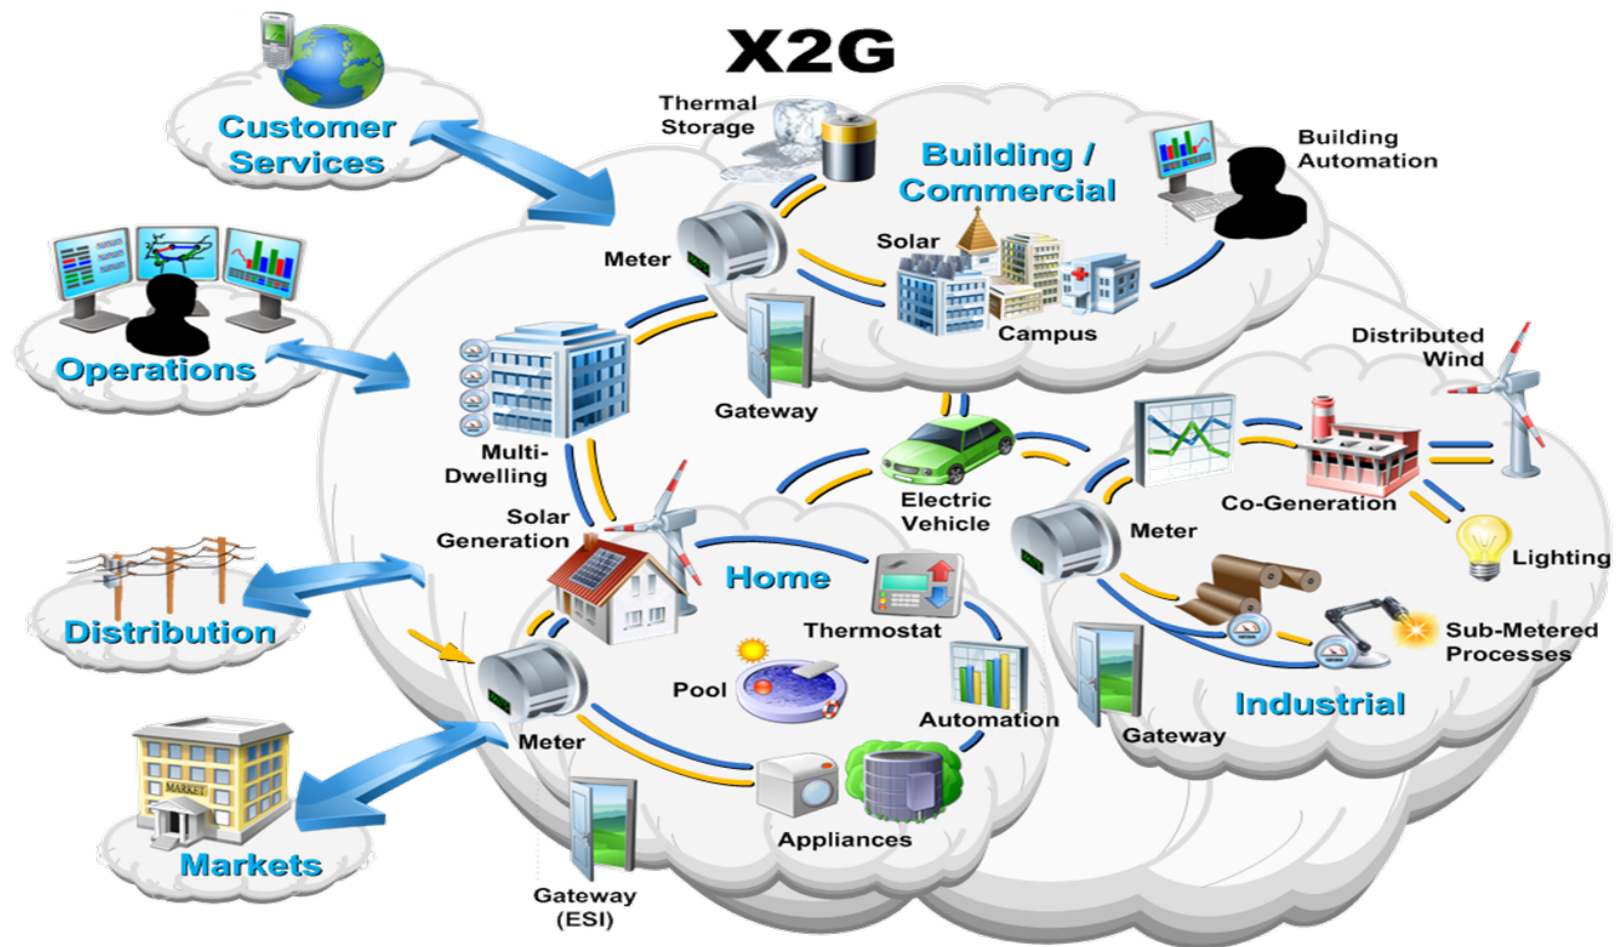 X2G
Customer
Services
Thermal
Storage
Building /
Commercial
Building
Automation
Meter
Solar
Campus
Operations
Gateway
Distributed
Wind
Multi-
Dwelling
Electric
Vehicle
Co-Generation
Meter
Lighting
Solar
Generation
Home
Thermostat
Distribution
Sub-Metered
Processes
Pool
Automation
Industrial
Gateway
Meter
MARKET
Markets
Appliances
Gateway
(ESI)